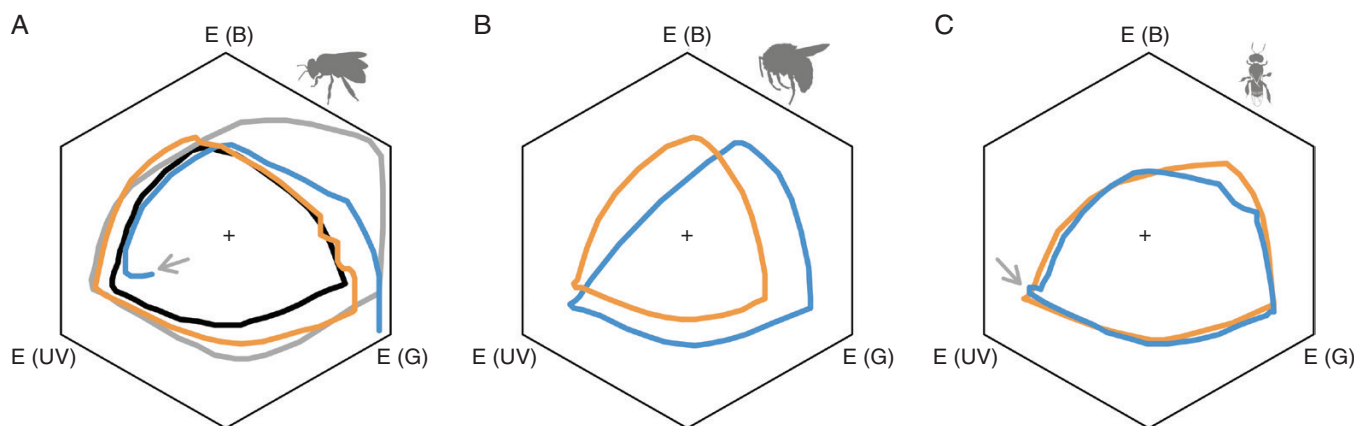 A
B
C
E (B)
E (B)
E (B)
+
+
+
E (UV)
E (G)
E (UV)
E (G)
E (UV)
E (G)